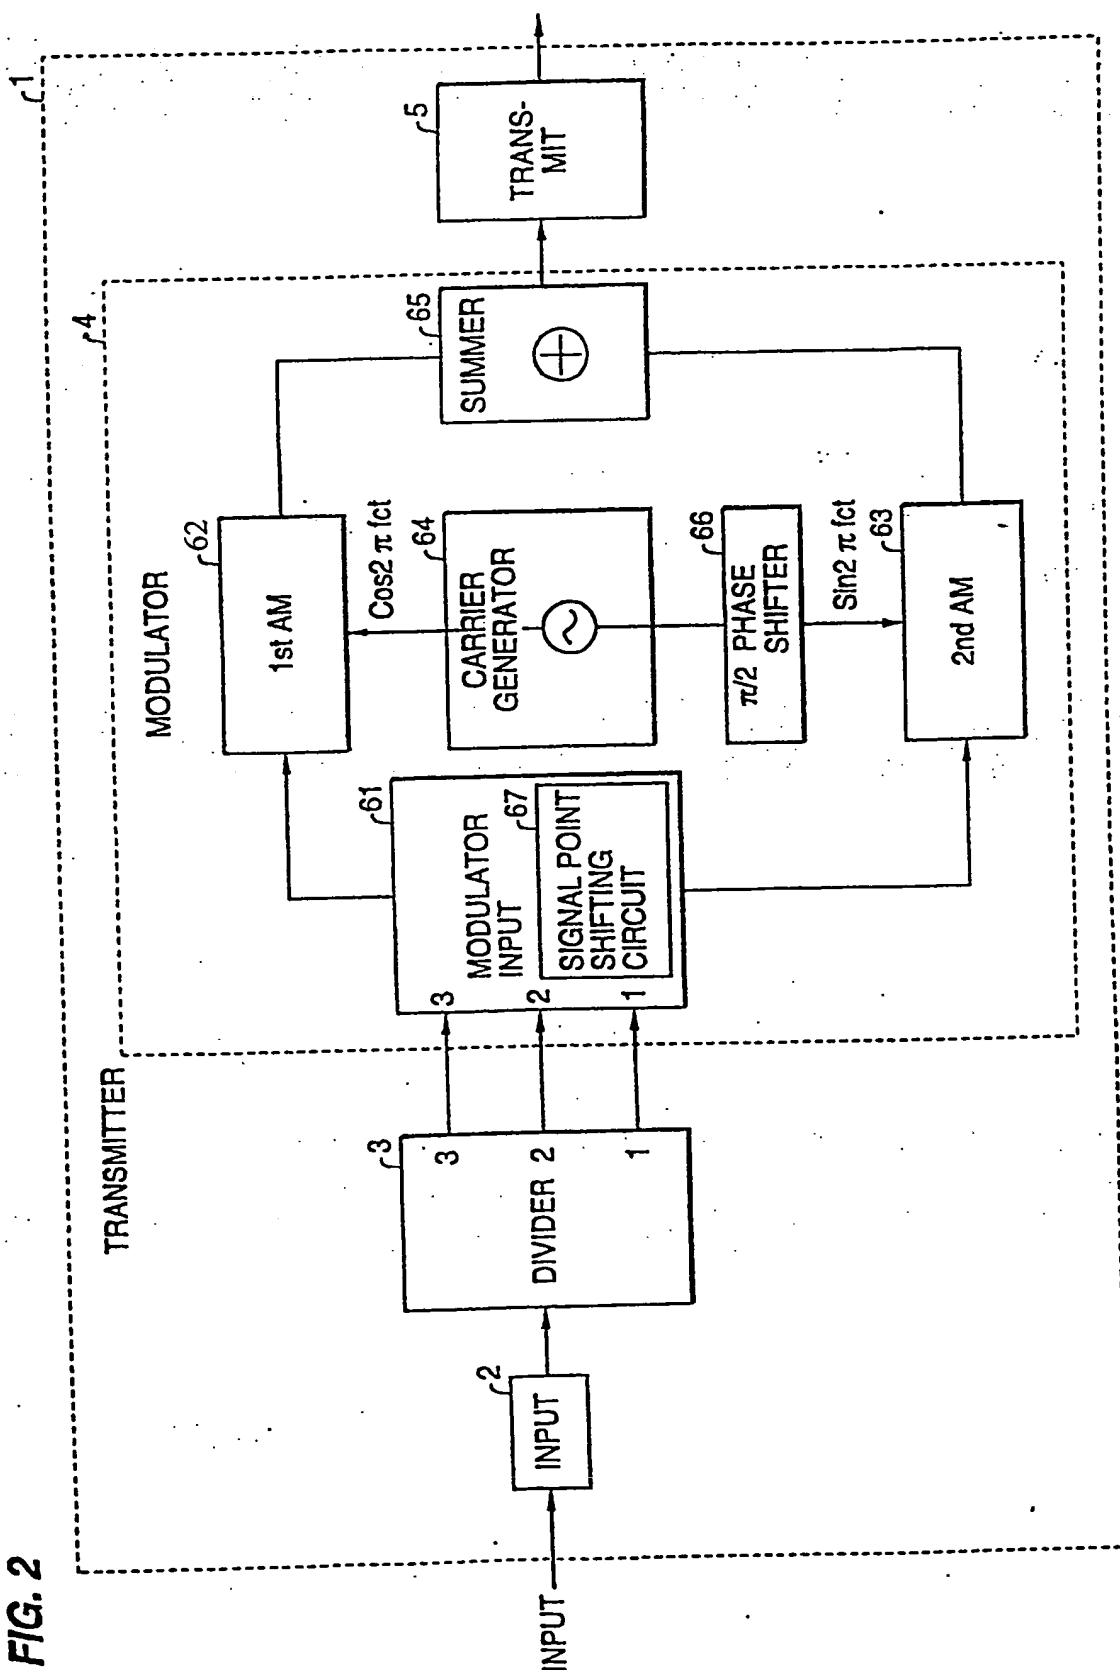 FIG. 2
1
TRANSMITTER
4
MODULATOR
INPUT
2
INPUT
3
3
DIVIDER 2
1
61
MODULATOR
INPUT
3
2
1
67
SIGNAL POINT
SHIFTING
CIRCUIT
62
1st AM
Cos2 π fct
64
CARRIER
GENERATOR
66
π/2 PHASE
SHIFTER
Sin2 π fct
63
2nd AM
65
SUMMER
5
TRANS-
MIT